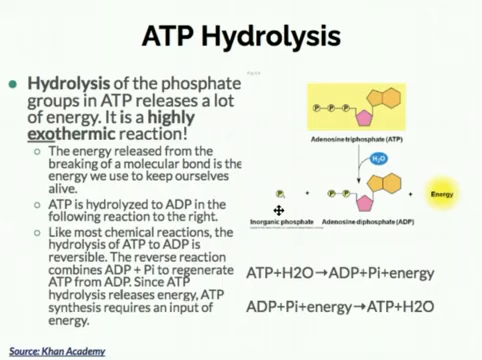 ATP Hydrolysis
Hydrolysis of the phosphate
groups in ATP releases a lot
of energy. It is a highly
exothermic reaction!
The energy released from the
breaking of a molecular bond is the
energy we use to keep ourselves
alive.
ATP is hydrolyzed to ADP in the
following reaction to the right.
Like most chemical reactions, the
hydrolysis of ATP to ADP is
reversible. The reverse reaction
combines ADP + Pi to regenerate
ATP from ADP. Since ATP
hydrolysis releases energy, ATP
synthesis requires an input of
energy.
P P P
Adenosine triphosphate (ATP)
H₂O
Pi + P P + Energy
Inorganic phosphate Adenosine diphosphate (ADP)
ATP+H2O→ADP+Pi+energy
ADP+Pi+energy→ATP+H2O
Source: Khan Academy